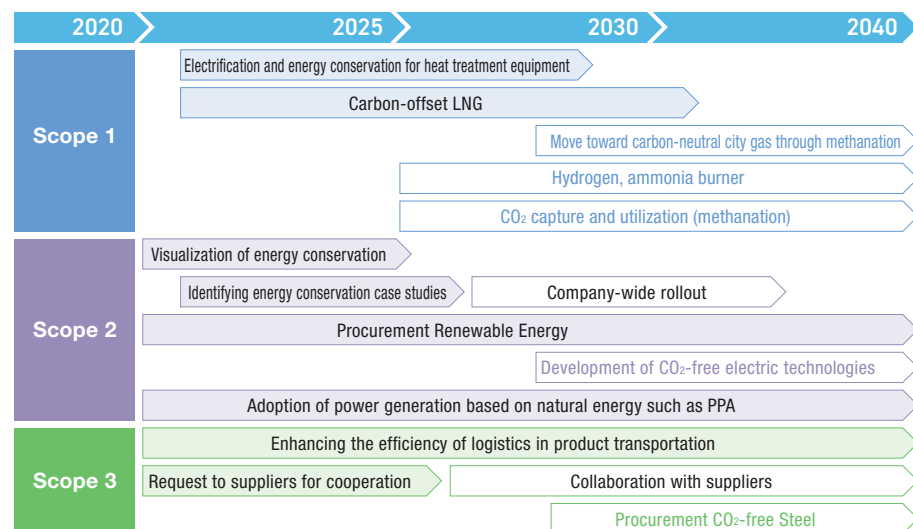 2020 2025 2030 2040
Scope 1
Electrification and energy conservation for heat treatment equipment
Carbon-offset LNG
Move toward carbon-neutral city gas through methanation
Hydrogen, ammonia burner
CO₂ capture and utilization (methanation)
Scope 2
Visualization of energy conservation
Identifying energy conservation case studies Company-wide rollout
Procurement Renewable Energy
Development of CO₂-free electric technologies
Adoption of power generation based on natural energy such as PPA
Scope 3
Enhancing the efficiency of logistics in product transportation
Request to suppliers for cooperation Collaboration with suppliers
Procurement CO₂-free Steel